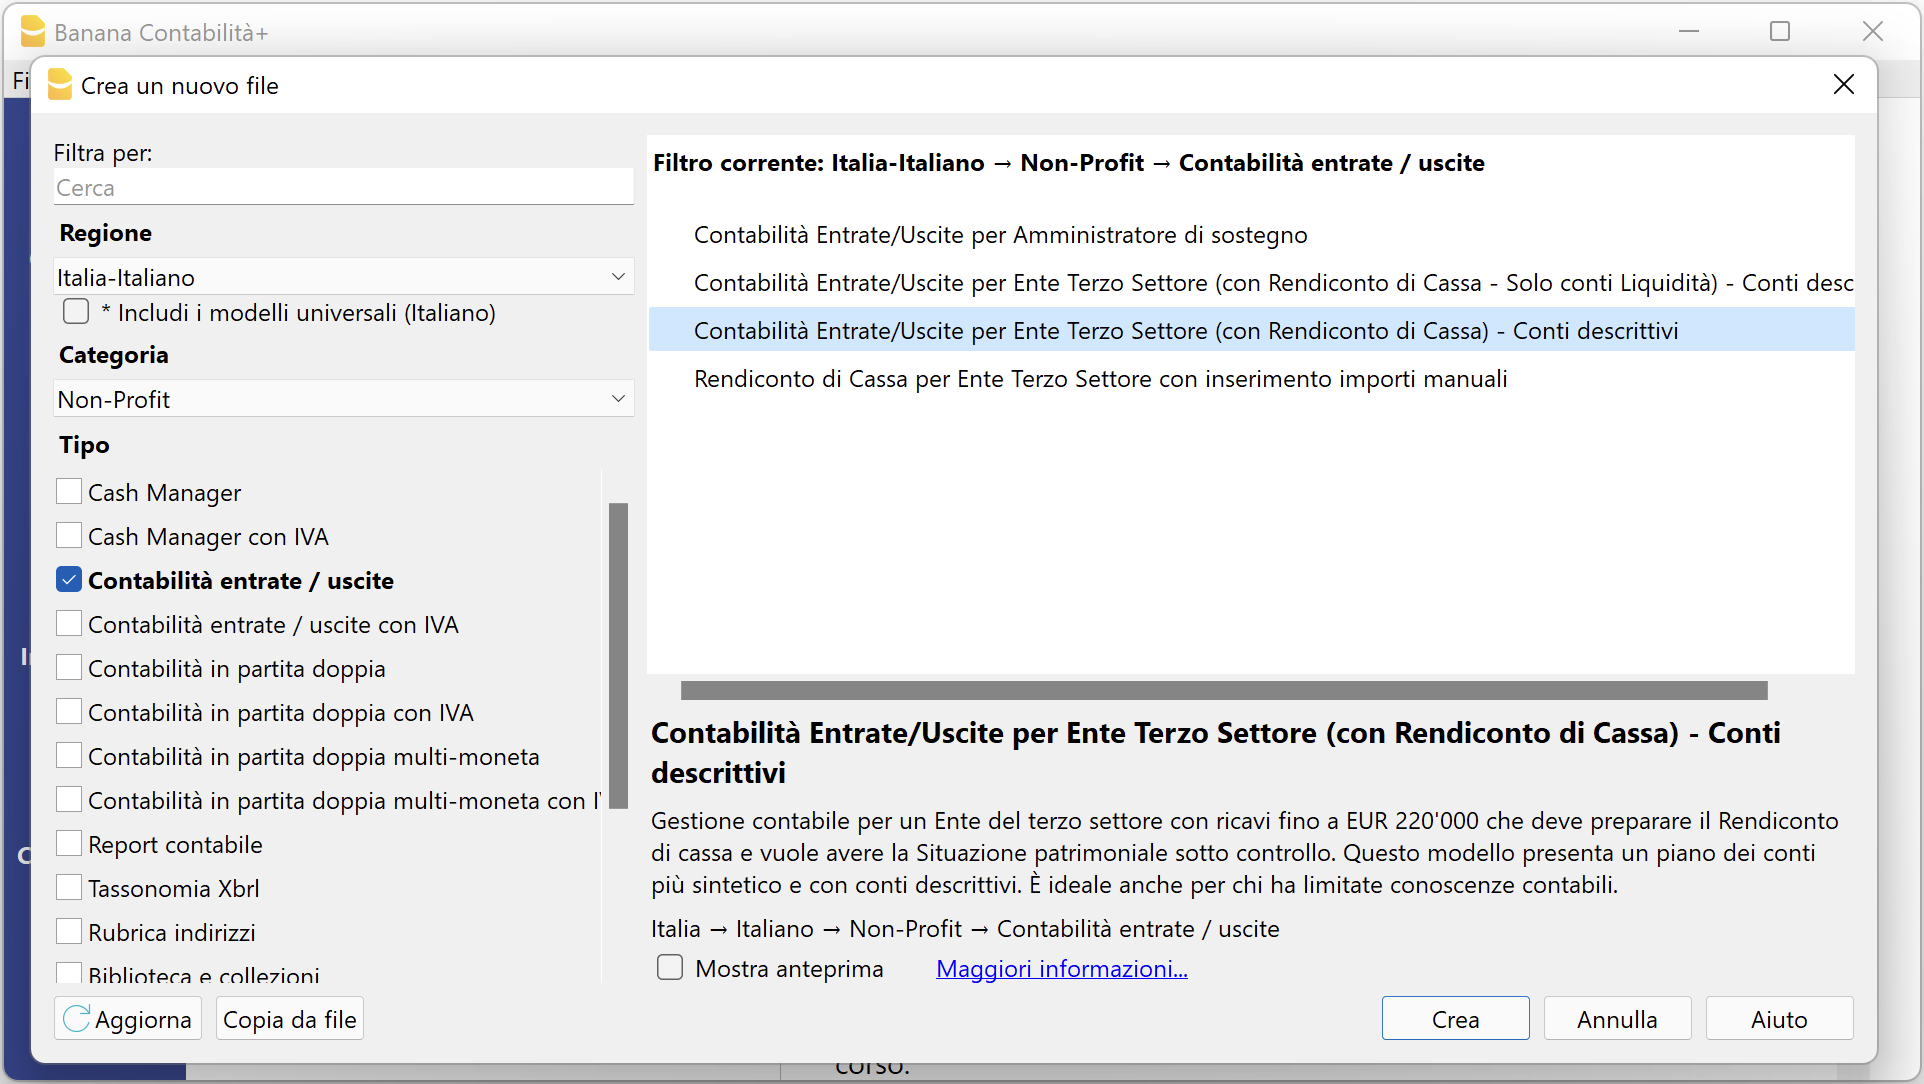 Banana Contabilità+
Fi
Crea un nuovo file
Filtra per:
Cerca
Regione
Italia-Italiano
* Includi i modelli universali (Italiano)
Categoria
Non-Profit
Tipo
Cash Manager
Cash Manager con IVA
Contabilità entrate / uscite
Contabilità entrate / uscite con IVA
Contabilità in partita doppia
Contabilità in partita doppia con IVA
Contabilità in partita doppia multi-moneta
Contabilità in partita doppia multi-moneta con I
Report contabile
Tassonomia Xbrl
Rubrica indirizzi
Biblioteca e collezioni
Aggiorna
Copia da file
Filtro corrente: Italia-Italiano → Non-Profit → Contabilità entrate / uscite
Contabilità Entrate/Uscite per Amministratore di sostegno
Contabilità Entrate/Uscite per Ente Terzo Settore (con Rendiconto di Cassa - Solo conti Liquidità) - Conti desc
Contabilità Entrate/Uscite per Ente Terzo Settore (con Rendiconto di Cassa) - Conti descrittivi
Rendiconto di Cassa per Ente Terzo Settore con inserimento importi manuali
Contabilità Entrate/Uscite per Ente Terzo Settore (con Rendiconto di Cassa) - Conti
descrittivi
Gestione contabile per un Ente del terzo settore con ricavi fino a EUR 220'000 che deve preparare il Rendiconto
di cassa e vuole avere la Situazione patrimoniale sotto controllo. Questo modello presenta un piano dei conti
più sintetico e con conti descrittivi. È ideale anche per chi ha limitate conoscenze contabili.
Italia → Italiano → Non-Profit → Contabilità entrate / uscite
Mostra anteprima
Maggiori informazioni...
Crea
Annulla
Aiuto
corso.